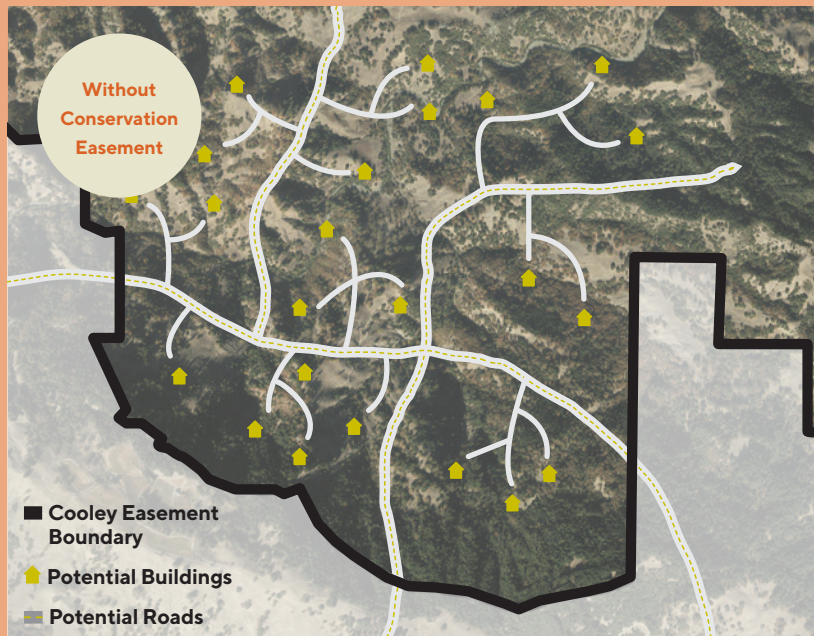 Without
Conservation
Easement
Cooley Easement
Boundary
Potential Buildings
Potential Roads